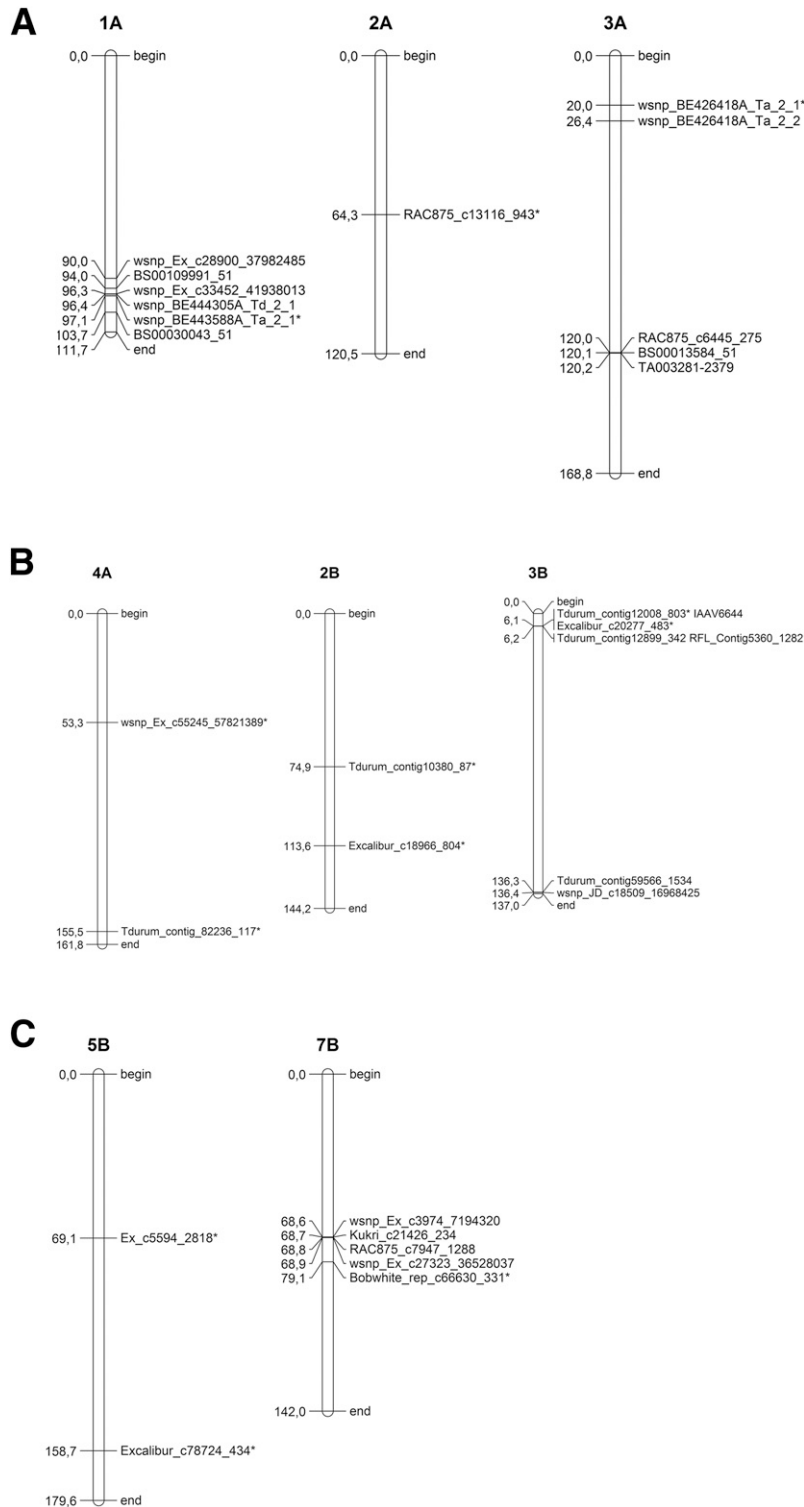 A
1A
0,0 begin
90,0 wsnp_Ex_c28900_37982485
94,0 BS00109991_51
96,3 wsnp_Ex_c33452_41938013
96,4 wsnp_BE444305A_Td_2_1
97,1 wsnp_BE443588A_Ta_2_1*
103,7 BS00030043_51
111,7 end
2A
0,0 begin
64,3 RAC875_c13116_943*
120,5 end
3A
0,0 begin
20,0 wsnp_BE426418A_Ta_2_1*
26,4 wsnp_BE426418A_Ta_2_2
120,0 RAC875_c6445_275
120,1 BS00013584_51
120,2 TA003281-2379
168,8 end
B
4A
0,0 begin
53,3 wsnp_Ex_c55245_57821389*
155,5 Tdurum_contig_82236_117*
161,8 end
2B
0,0 begin
74,9 Tdurum_contig10380_87*
113,6 Excalibur_c18966_804*
144,2 end
3B
0,0 begin
Tdurum_contig12008_803* IAAV6644
6,1 Excalibur_c20277_483*
6,2 Tdurum_contig12899_342 RFL_Contig5360_1282
136,3 Tdurum_contig59566_1534
136,4 wsnp_JD_c18509_16968425
137,0 end
C
5B
0,0 begin
69,1 Ex_c5594_2818*
158,7 Excalibur_c78724_434*
179,6 end
7B
0,0 begin
68,6 wsnp_Ex_c3974_7194320
68,7 Kukri_c21426_234
68,8 RAC875_c7947_1288
68,9 wsnp_Ex_c27323_36528037
79,1 Bobwhite_rep_c66630_331*
142,0 end